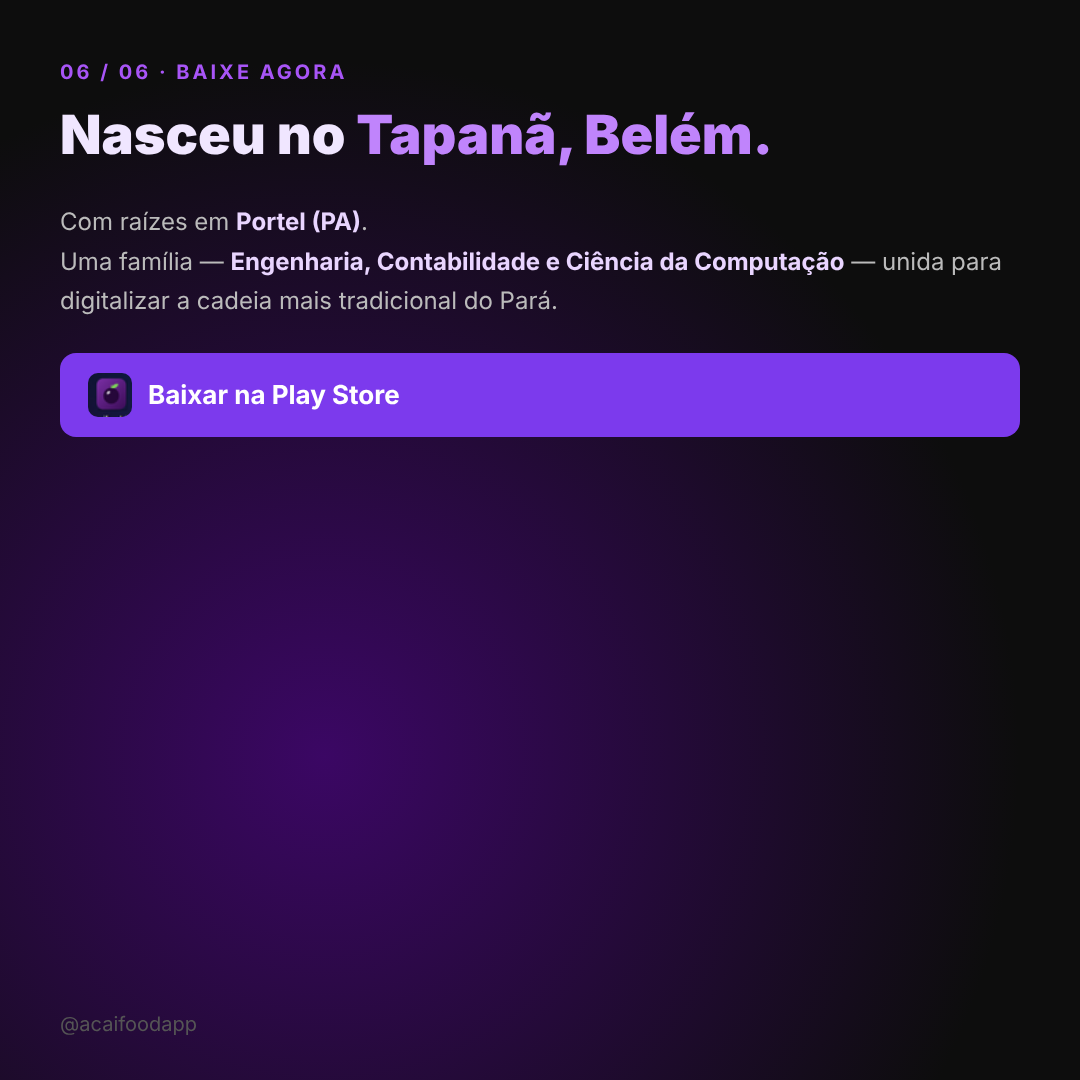 06 / 06 · BAIXE AGORA
Nasceu no Tapanã, Belém.
Com raízes em Portel (PA).
Uma família — Engenharia, Contabilidade e Ciência da Computação — unida para
digitalizar a cadeia mais tradicional do Pará.
Baixar na Play Store
@acaifoodapp